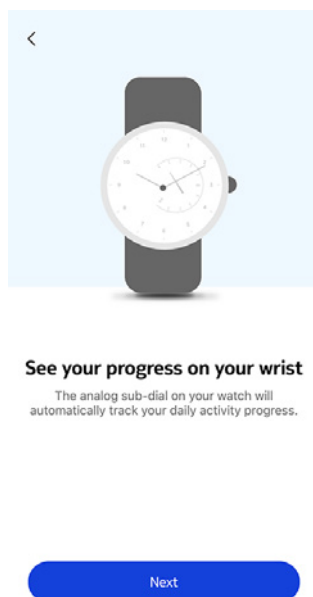 See your progress on your wrist
The analog sub-dial on your watch will
automatically track your daily activity progress.
Next